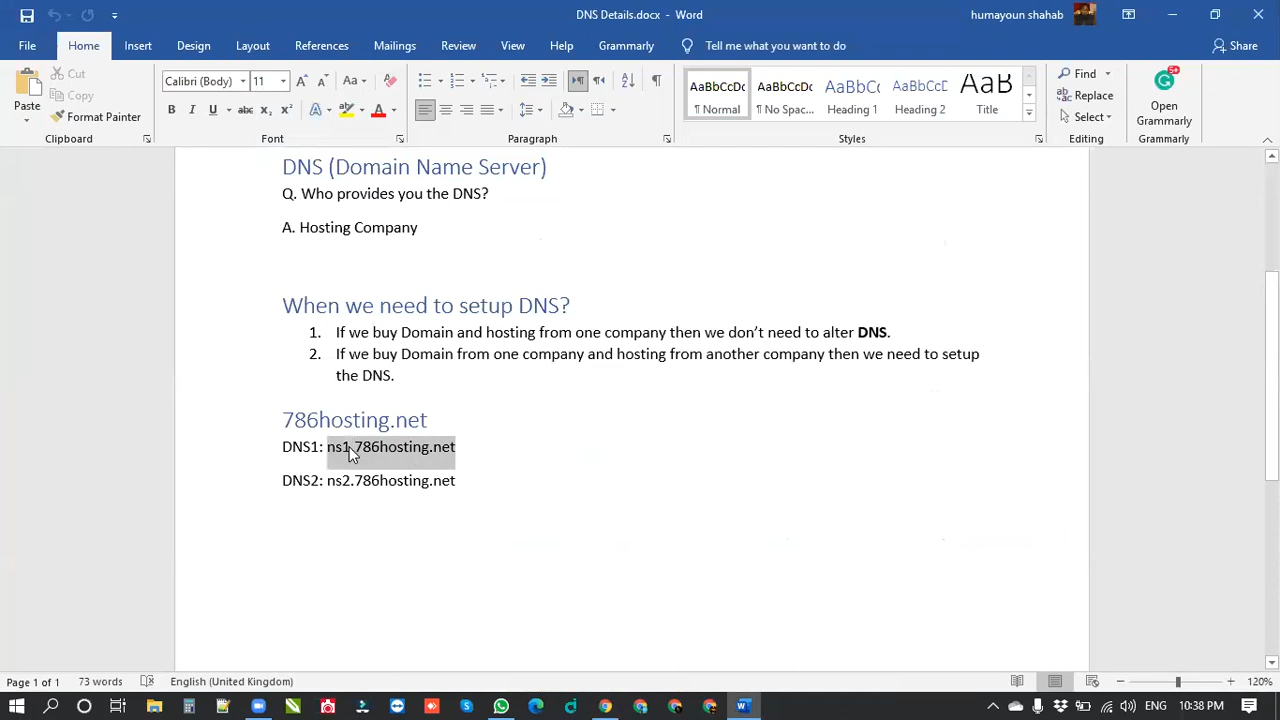 DNS Details.docx - Word
humayoun shahab
File Home Insert Design Layout References Mailings Review View Help Grammarly Tell me what you want to do Share
Paste
Cut
Copy
Format Painter
Clipboard
Calibri (Body) 11
Font
Paragraph
AaBbCcDc AaBbCcDc AaBbCc AaBbCcD AaB
¶ Normal ¶ No Spac... Heading 1 Heading 2 Title
Styles
Find
Replace
Select
Editing
Open
Grammarly
Grammarly
DNS (Domain Name Server)
Q. Who provides you the DNS?
A. Hosting Company
When we need to setup DNS?
1. If we buy Domain and hosting from one company then we don’t need to alter DNS.
2. If we buy Domain from one company and hosting from another company then we need to setup
the DNS.
786hosting.net
DNS1: ns1.786hosting.net
DNS2: ns2.786hosting.net
Page 1 of 1 73 words English (United Kingdom) 120%
ENG 10:38 PM